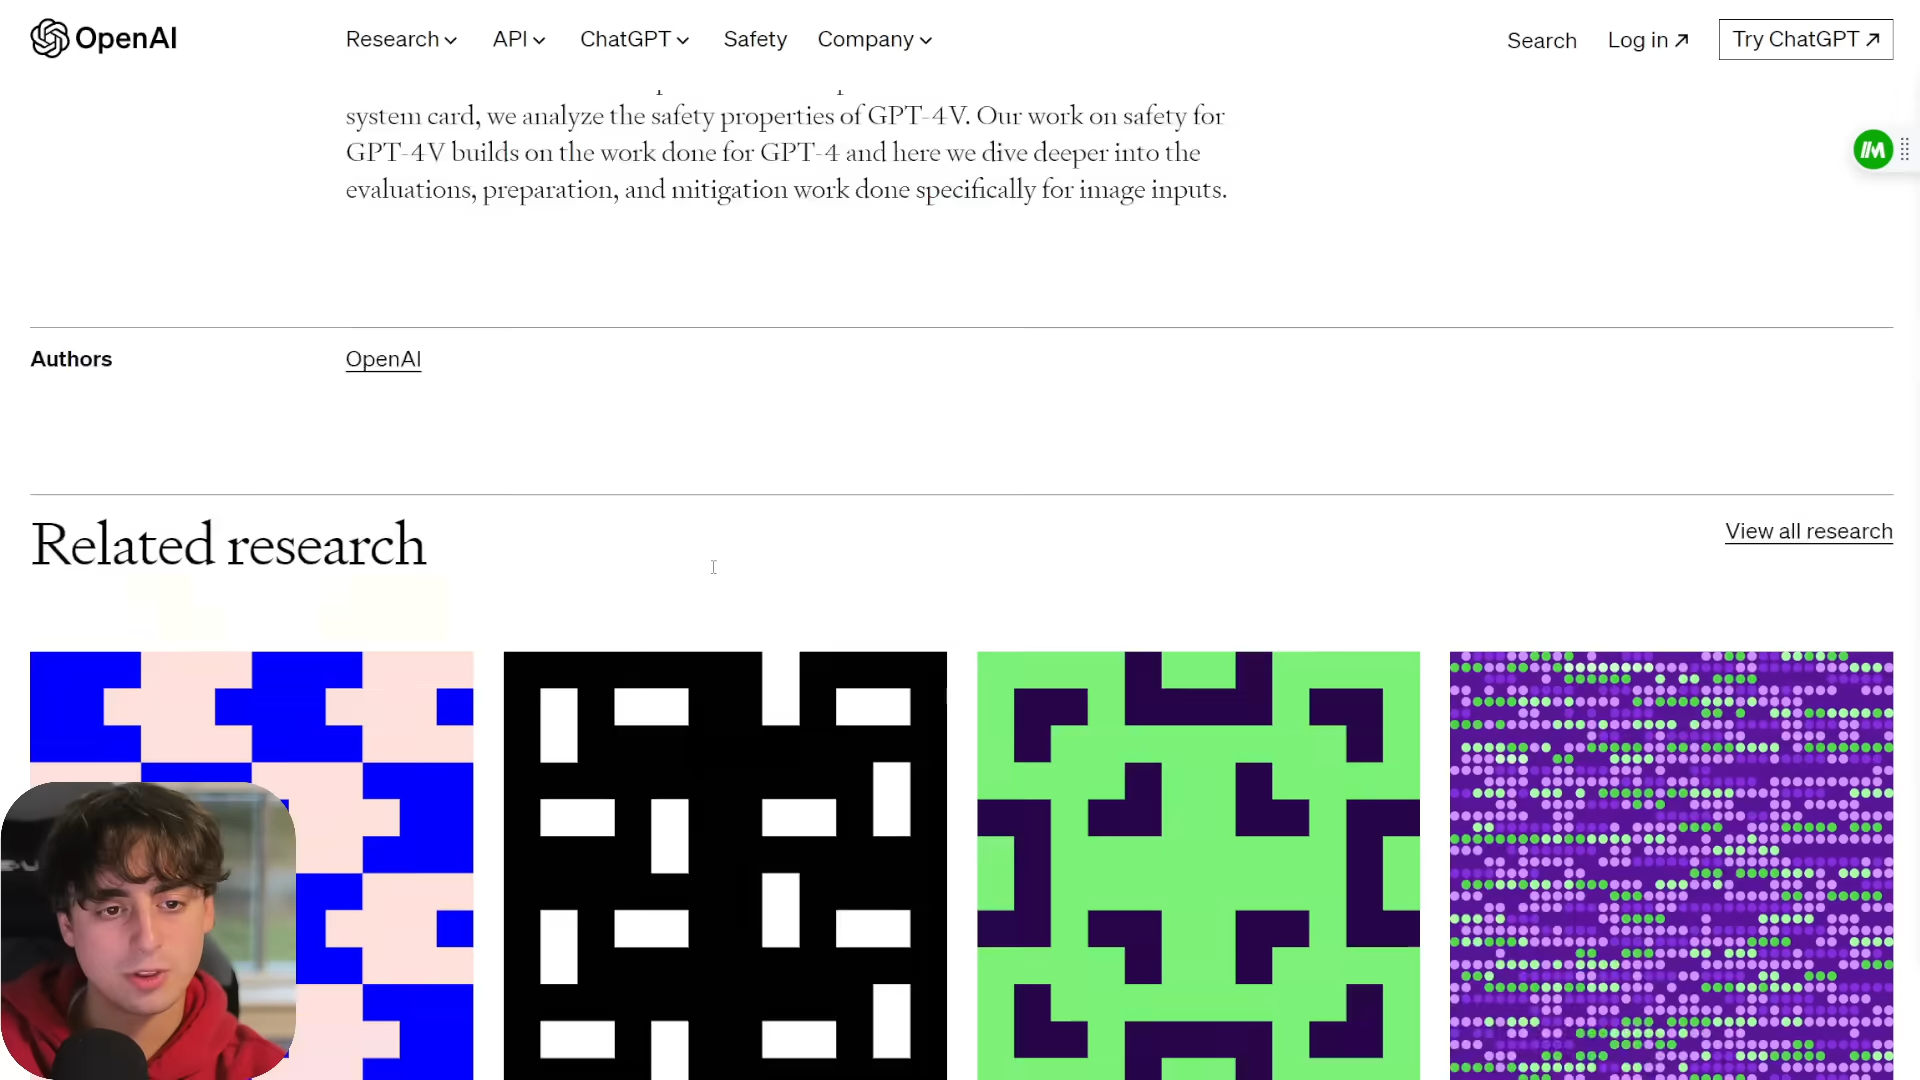 OpenAI
Research API ChatGPT Safety Company
Search Log in Try ChatGPT
system card, we analyze the safety properties of GPT-4V. Our work on safety for
GPT-4V builds on the work done for GPT-4 and here we dive deeper into the
evaluations, preparation, and mitigation work done specifically for image inputs.
Authors OpenAI
Related research
View all research